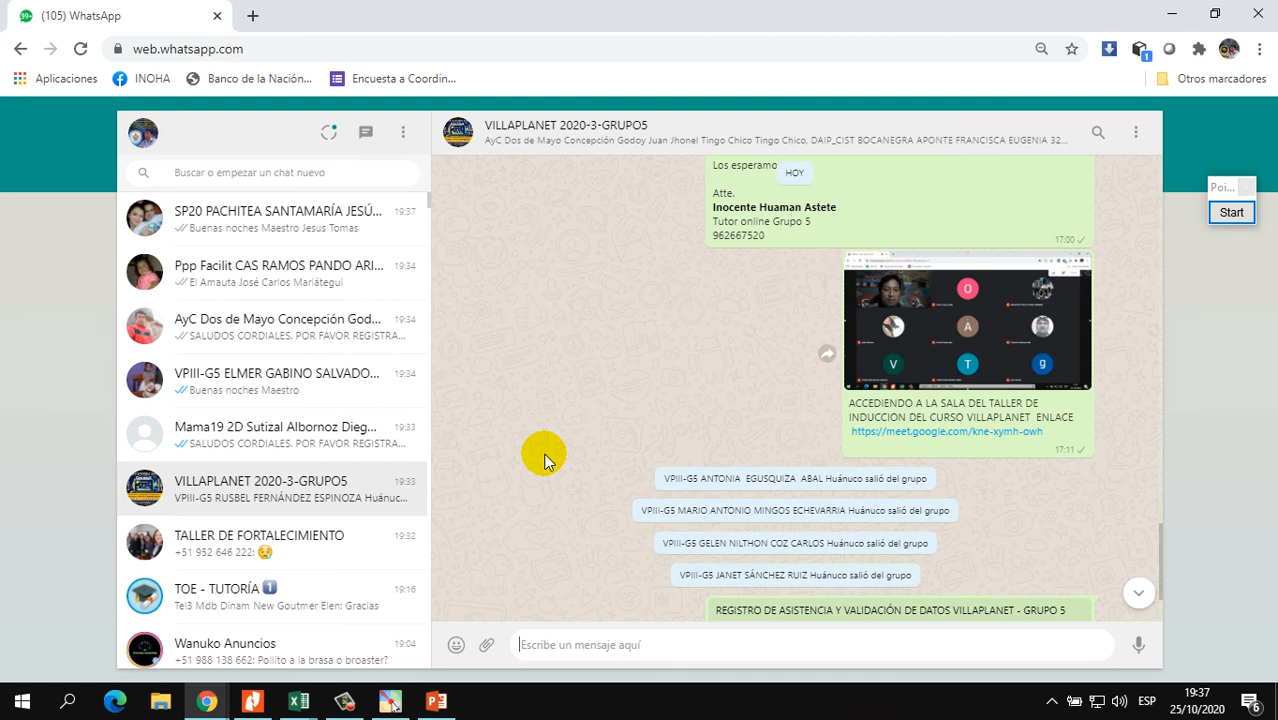 (105) WhatsApp
99+
web.whatsapp.com
1
Aplicaciones
INOHA
Banco de la Nación...
Encuesta a Coordin...
Otros marcadores
VILLAPLANET 2020-3-GRUPO5
AyC Dos de Mayo Concepción Godoy Juan Jhonel Tingo Chico Tingo Chico, DAIP_CIST BOCANEGRA APONTE FRANCISCA EUGENIA 32...
Buscar o empezar un chat nuevo
SP20 PACHITEA SANTAMARÍA JESÚ... 19:37
Buenas noches Maestro Jesus Tomas
Ppp Facilit CAS RAMOS PANDO ARI... 19:34
El Amauta José Carlos Mariátegui
AyC Dos de Mayo Concepción God... 19:34
SALUDOS CORDIALES. POR FAVOR REGISTRA...
VPIII-G5 ELMER GABINO SALVADO... 19:34
Buenas noches Maestro
Mama19 2D Sutizal Albornoz Dieg... 19:33
SALUDOS CORDIALES. POR FAVOR REGISTRA...
VILLAPLANET 2020-3-GRUPO5 19:33
VPIII-G5 RUSBEL FERNÁNDEZ ESPINOZA Huánuc...
TALLER DE FORTALECIMIENTO 19:32
+51 952 646 222: 😥
TOE - TUTORÍA 1️⃣ 19:16
Te!3 Mdb Dinam New Goutmer Elen: Gracias
Wanuko Anuncios 19:04
+51 988 138 662: Pollito a la brasa o broaster?
Los esperamo
HOY
Atte.
Inocente Huaman Astete
Tutor online Grupo 5
962667520
17:00
O
A
V
T
g
ACCEDIENDO A LA SALA DEL TALLER DE
INDUCCION DEL CURSO VILLAPLANET ENLACE
https://meet.google.com/kne-xymh-owh
17:11
VPIII-G5 ANTONIA EGUSQUIZA ABAL Huánuco salió del grupo
VPIII-G5 MARIO ANTONIO MINGOS ECHEVARRIA Huánuco salió del grupo
VPIII-G5 GELEN NILTHON COZ CARLOS Huánuco salió del grupo
VPIII-G5 JANET SÁNCHEZ RUIZ Huánuco salió del grupo
REGISTRO DE ASISTENCIA Y VALIDACIÓN DE DATOS VILLAPLANET - GRUPO 5
Escribe un mensaje aquí
Poi...
Start
ESP
19:37
25/10/2020
6